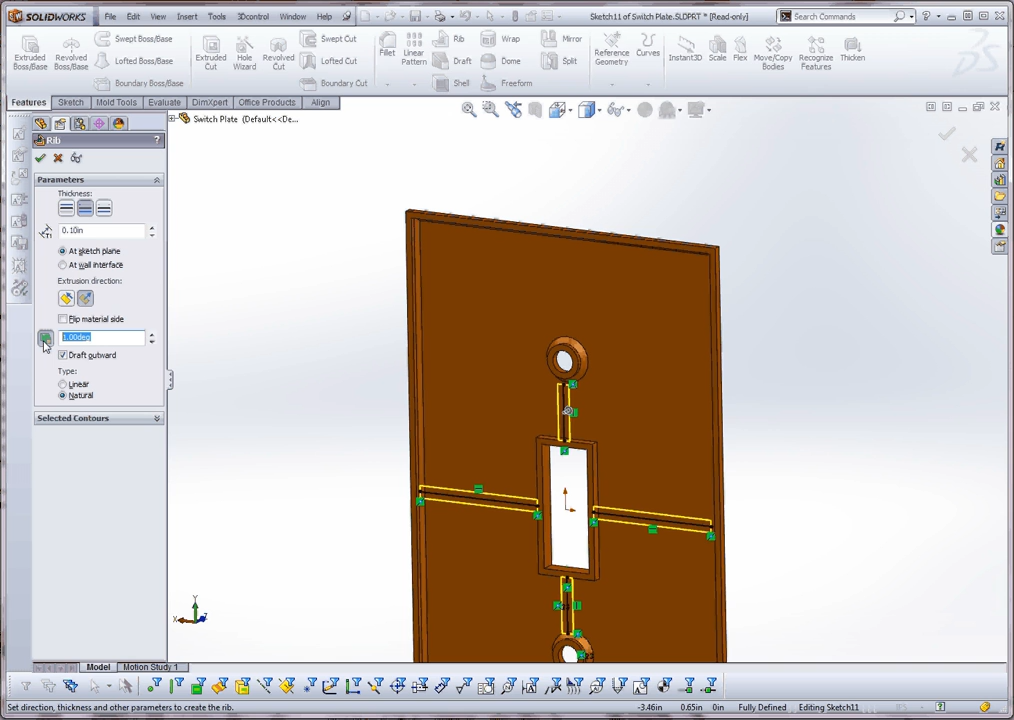 SOLIDWORKS File Edit View Insert Tools 3Dcontrol Window Help Sketch11 of Switch Plate.SLDPRT * [Read-only] Search Commands
Extruded Boss/Base
Revolved Boss/Base
Swept Boss/Base
Lofted Boss/Base
Boundary Boss/Base
Extruded Cut
Hole Wizard
Revolved Cut
Swept Cut
Lofted Cut
Boundary Cut
Fillet
Linear Pattern
Rib
Draft
Shell
Wrap
Dome
Freeform
Mirror
Split
Reference Geometry
Curves
Instant3D
Scale
Flex
Move/Copy Bodies
Recognize Features
Thicken
Features Sketch Mold Tools Evaluate DimXpert Office Products Align
Switch Plate (Default<<De...
Rib
?
Parameters
Thickness:
0.10in
At sketch plane
At wall interface
Extrusion direction:
Flip material side
1.00deg
Draft outward
Type:
Linear
Natural
Selected Contours
Y
X
Z
Model Motion Study 1
Set direction, thickness and other parameters to create the rib. -3.46in 0.65in 0in Fully Defined Editing Sketch11